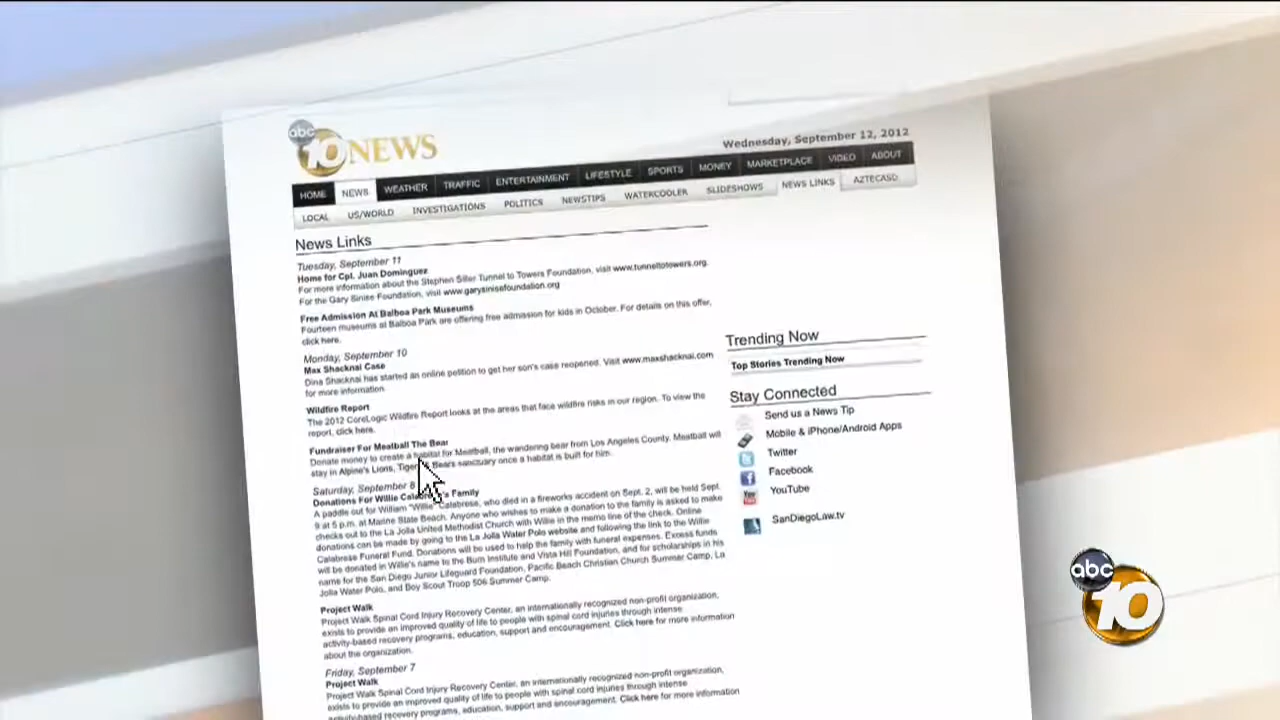 abc
10 NEWS
Wednesday, September 12, 2012
HOME NEWS WEATHER TRAFFIC ENTERTAINMENT LIFESTYLE SPORTS MONEY MARKETPLACE VIDEO ABOUT
LOCAL US/WORLD INVESTIGATIONS POLITICS NEWSTIPS WATERCOOLER SLIDESHOWS NEWS LINKS AZTECASD
News Links
Tuesday, September 11
Home for Cpl. Juan Dominguez
For more information about the Stephen Siller Tunnel to Towers Foundation, visit www.tunneltotowers.org.
For the Gary Sinise Foundation, visit www.garysinisefoundation.org
Free Admission At Balboa Park Museums
Fourteen museums at Balboa Park are offering free admission for kids in October. For details on this offer,
click here.
Monday, September 10
Max Shacknai Case
Dina Shacknai has started an online petition to get her son's case reopened. Visit www.maxshacknai.com
for more information.
Wildfire Report
The 2012 CoreLogic Wildfire Report looks at the areas that face wildfire risks in our region. To view the
report, click here.
Fundraiser For Meatball The Bear
Donate money to create a habitat for Meatball, the wandering bear from Los Angeles County. Meatball will
stay in Alpine's Lions, Tigers & Bears sanctuary once a habitat is built for him.
Saturday, September 8
Donations For Willie Calabrese's Family
A paddle out for William "Willie" Calabrese, who died in a fireworks accident on Sept. 2, will be held Sept.
9 at 5 p.m. at Marine State Beach. Anyone who wishes to make a donation to the family is asked to make
checks out to the La Jolla United Methodist Church with Willie in the memo line of the check. Online
donations can be made by going to the La Jolla Water Polo website and following the link to the Willie
Calabrese Funeral Fund. Donations will be used to help the family with funeral expenses. Excess funds
will be donated in Willie's name to the Burn Institute and Vista Hill Foundation, and for scholarships in his
name for the San Diego Junior Lifeguard Foundation, Pacific Beach Christian Church Summer Camp, La
Jolla Water Polo, and Boy Scout Troop 506 Summer Camp.
Project Walk
Project Walk Spinal Cord Injury Recovery Center, an internationally recognized non-profit organization,
exists to provide an improved quality of life to people with spinal cord injuries through intense
activity-based recovery programs, education, support and encouragement. Click here for more information
about the organization.
Friday, September 7
Project Walk
Project Walk Spinal Cord Injury Recovery Center, an internationally recognized non-profit organization,
exists to provide an improved quality of life to people with spinal cord injuries through intense
activity-based recovery programs, education, support and encouragement. Click here for more information
Trending Now
Top Stories Trending Now
Stay Connected
Send us a News Tip
Mobile & iPhone/Android Apps
Twitter
Facebook
YouTube
SanDiegoLaw.tv
abc
10